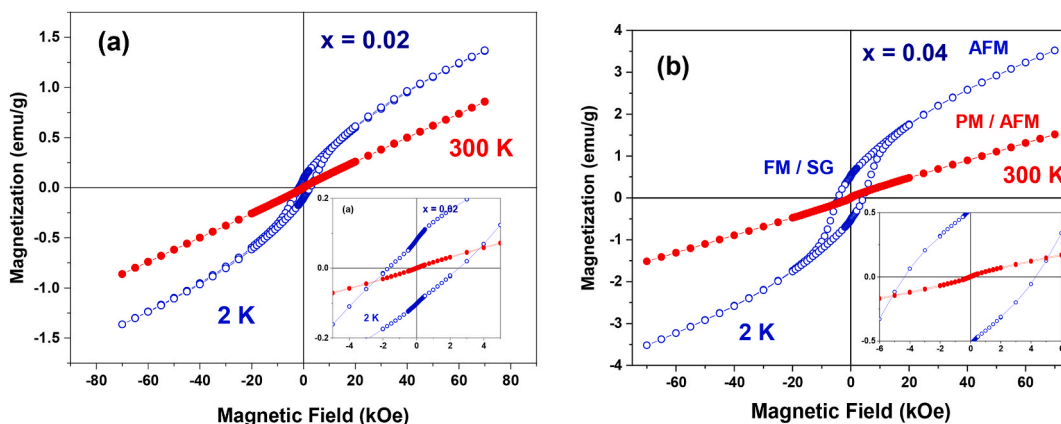 (a)
x = 0.02
300 K
2 K
Magnetization (emu/g)
1.5
1.0
0.5
0.0
-0.5
-1.0
-1.5
-80 -60 -40 -20 0 20 40 60 80
Magnetic Field (kOe)
(a)
x = 0.02
2 K
0.2
0.1
0.0
-0.2
-4 -2 0 2 4
(b)
x = 0.04
AFM
PM / AFM
FM / SG
300 K
2 K
Magnetization (emu/g)
4
3
2
1
0
-1
-2
-3
-4
-60 -40 -20 0 20 40 60
Magnetic Field (kOe)
0.5
0.0
-0.5
-6 -4 -2 0 2 4 6